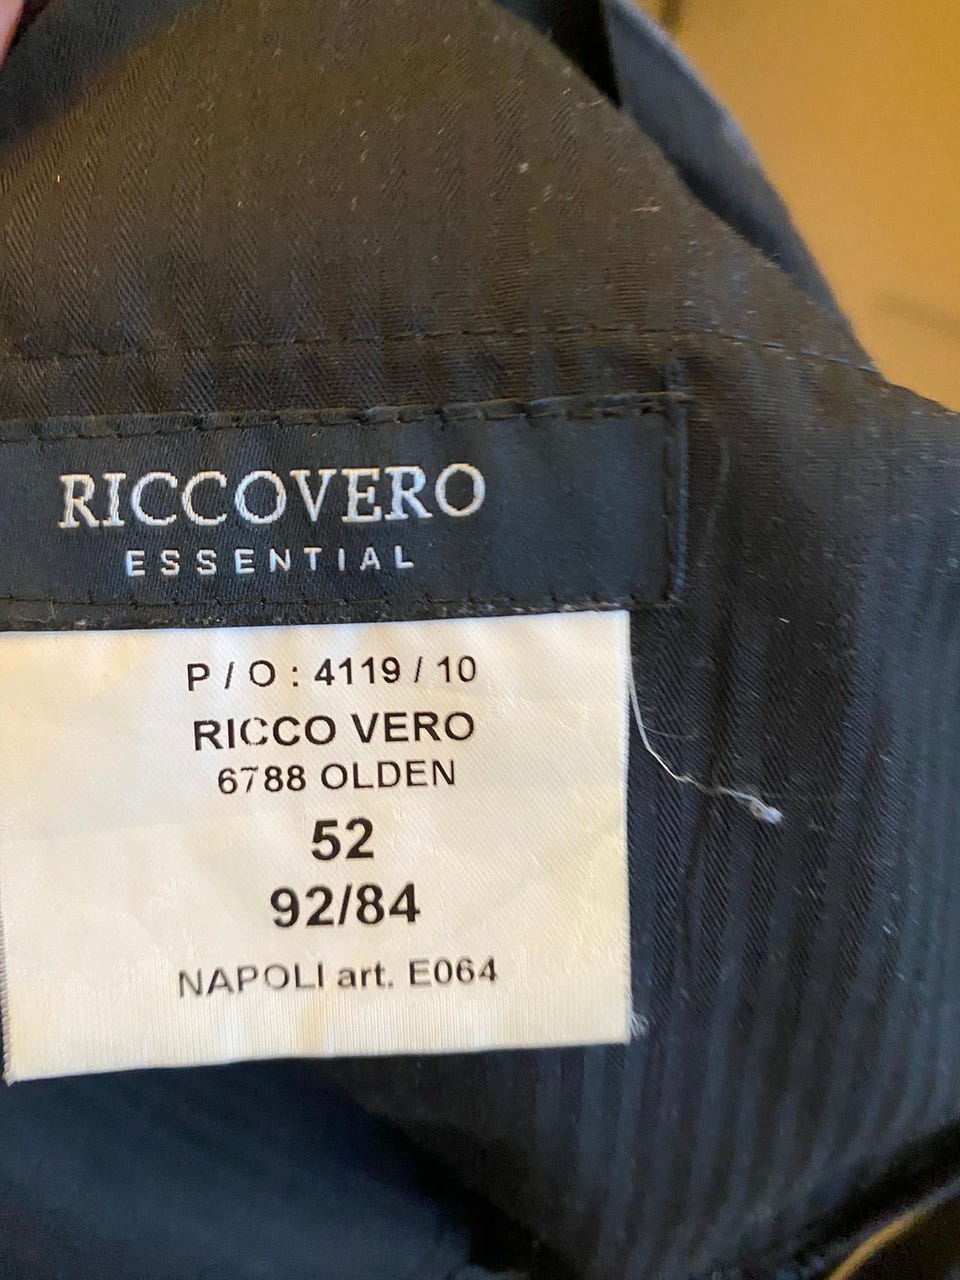 RICCOVERO
ESSENTIAL
P / O : 4119 / 10
RICCO VERO
6788 OLDEN
52
92/84
NAPOLI art. E064